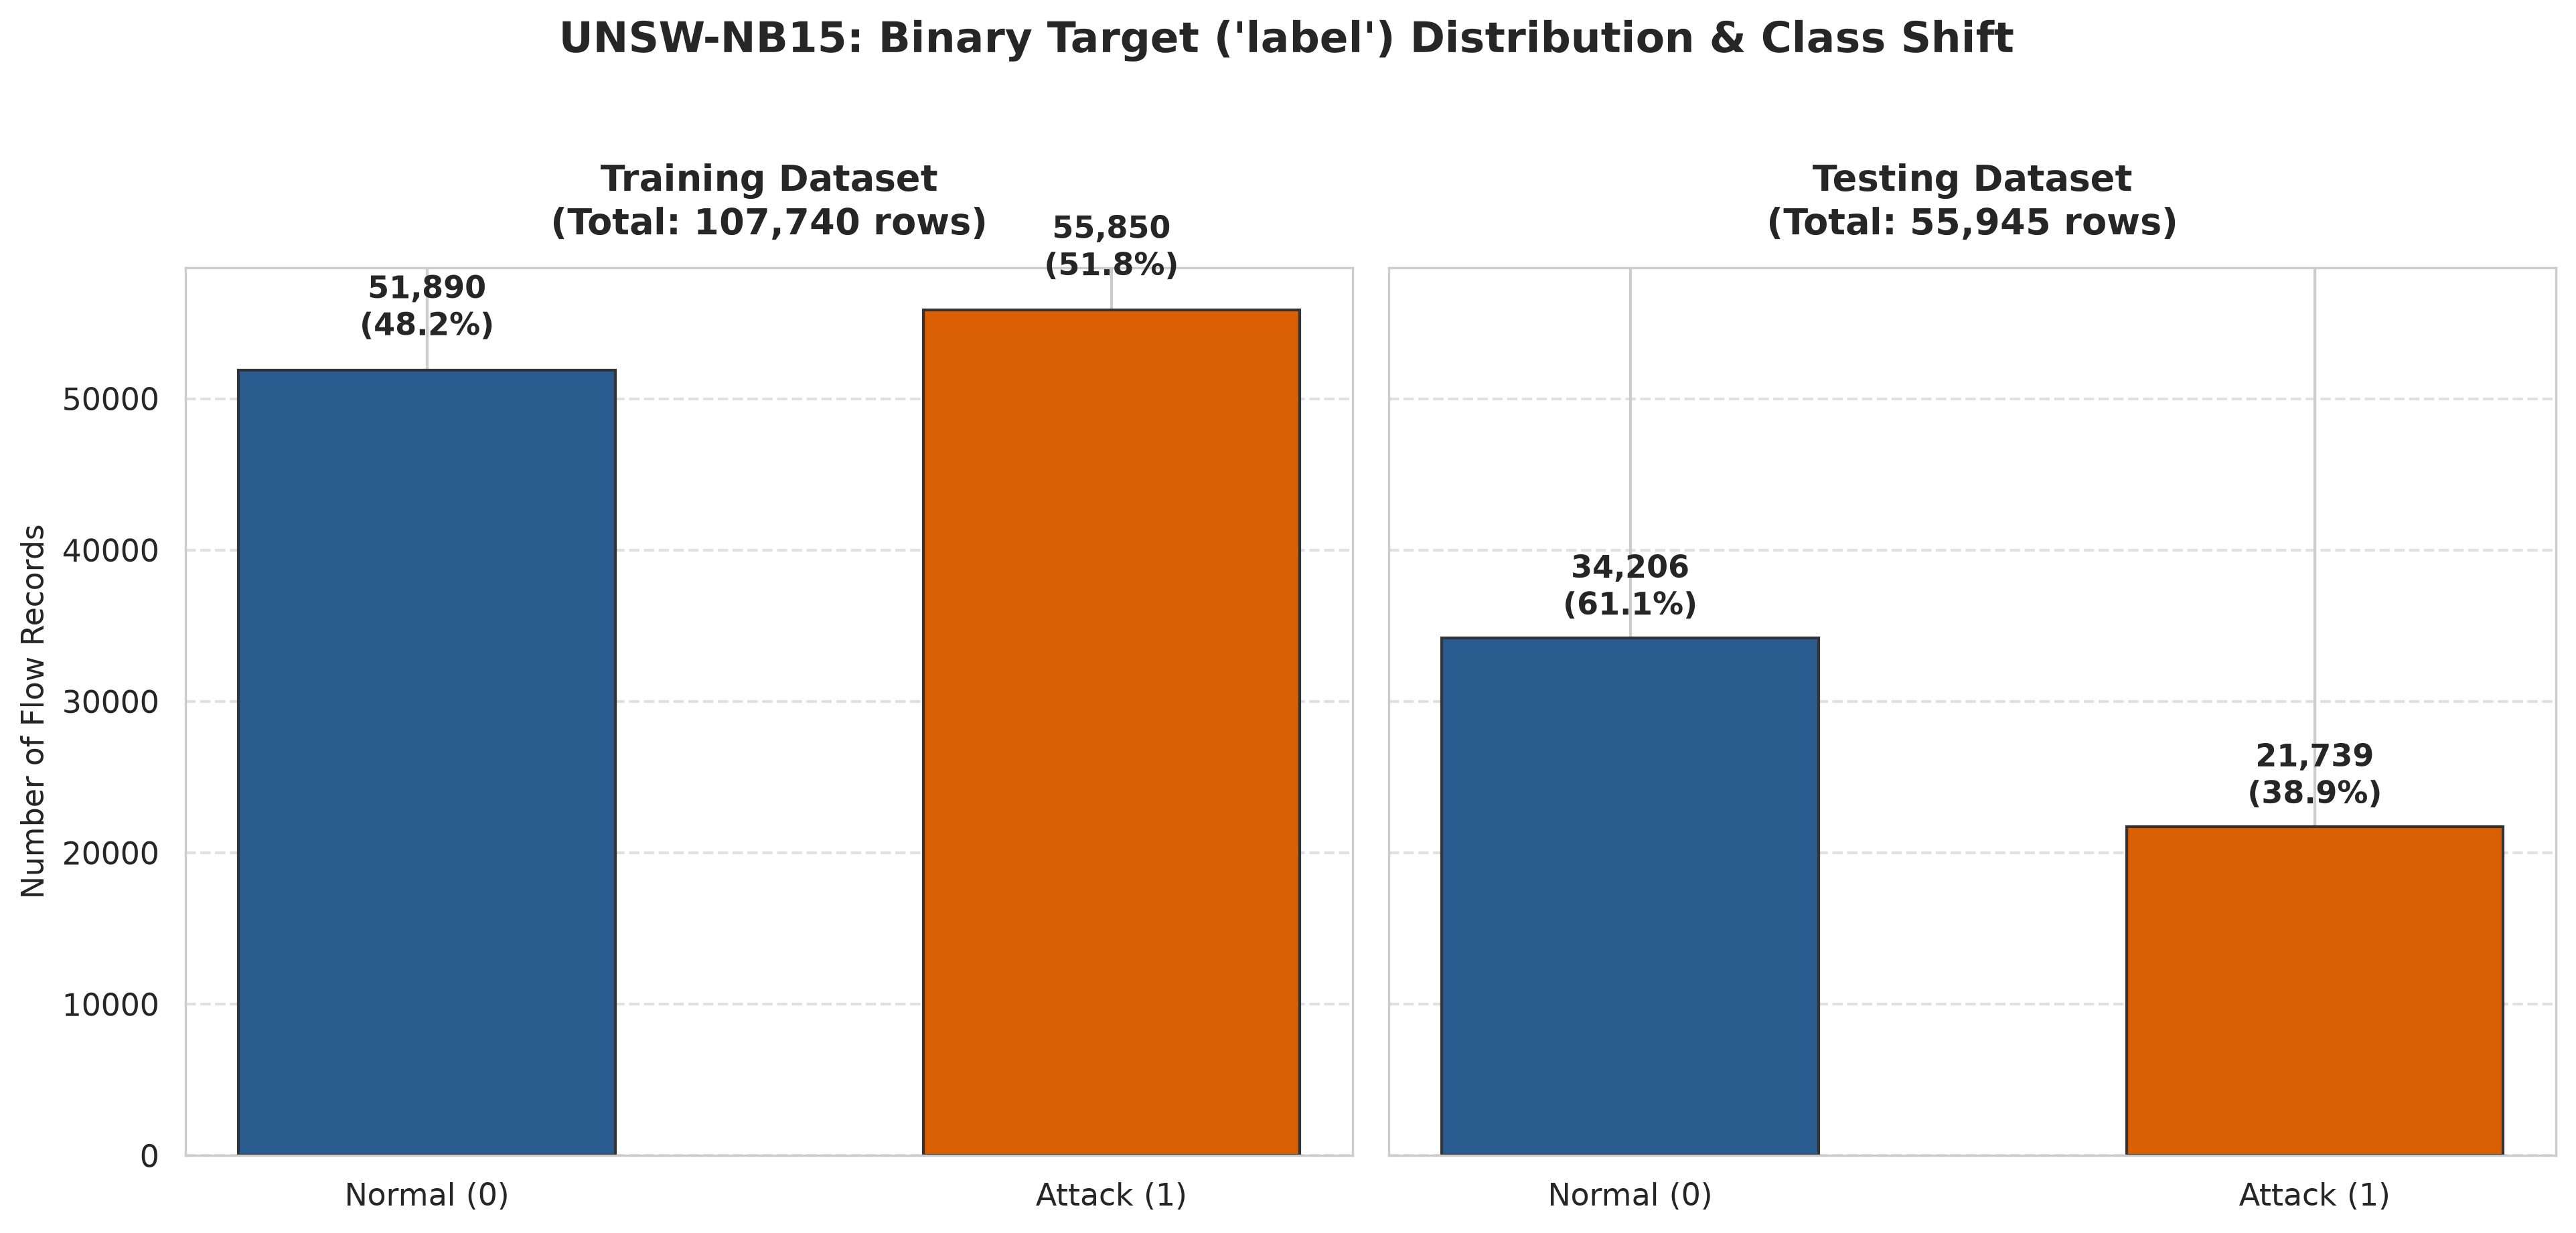 UNSW-NB15: Binary Target ('label') Distribution & Class Shift
Training Dataset
(Total: 107,740 rows)
51,890
(48.2%)
55,850
(51.8%)
Number of Flow Records
50000
40000
30000
20000
10000
0
Normal (0)
Attack (1)
Testing Dataset
(Total: 55,945 rows)
34,206
(61.1%)
21,739
(38.9%)
Normal (0)
Attack (1)